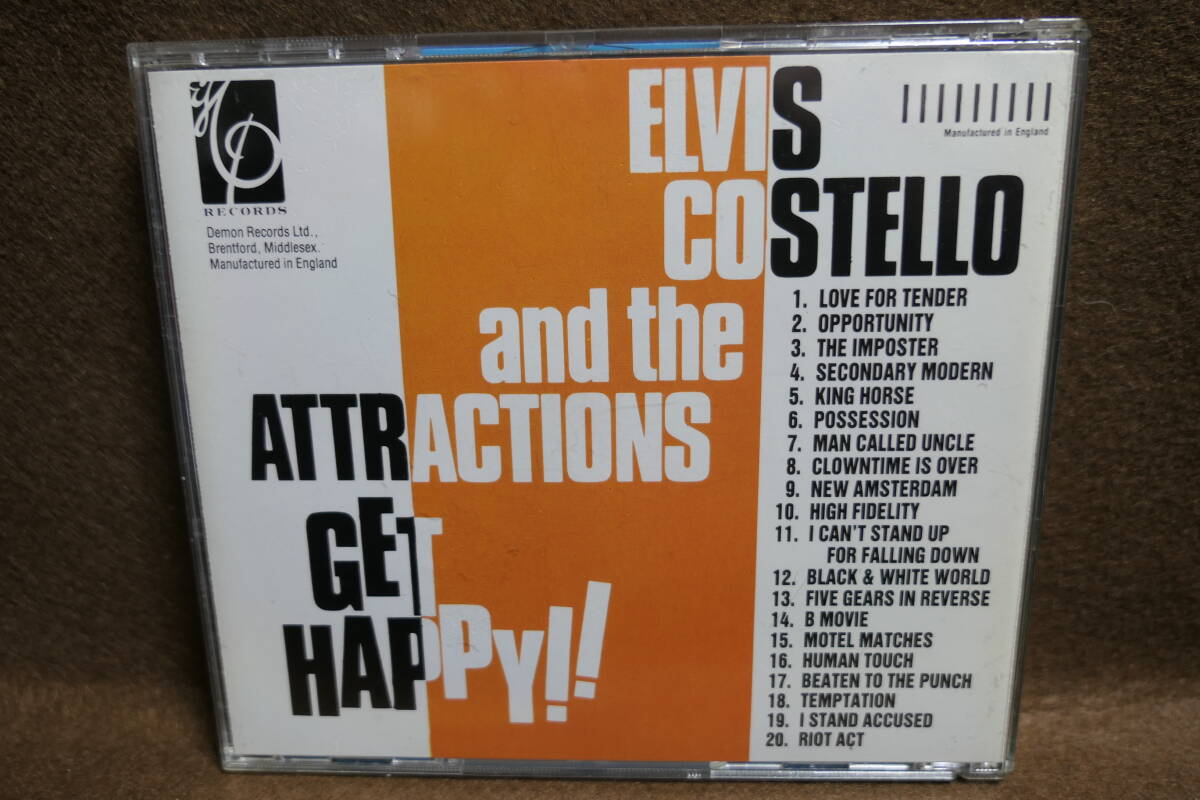 RECORDS
Demon Records Ltd.,
Brentford, Middlesex.
Manufactured in England
Manufactured in England
ELVIS
COSTELLO
and the
ATTRACTIONS
GET
HAPPY!!
1. LOVE FOR TENDER
2. OPPORTUNITY
3. THE IMPOSTER
4. SECONDARY MODERN
5. KING HORSE
6. POSSESSION
7. MAN CALLED UNCLE
8. CLOWNTIME IS OVER
9. NEW AMSTERDAM
10. HIGH FIDELITY
11. I CAN'T STAND UP
FOR FALLING DOWN
12. BLACK & WHITE WORLD
13. FIVE GEARS IN REVERSE
14. B MOVIE
15. MOTEL MATCHES
16. HUMAN TOUCH
17. BEATEN TO THE PUNCH
18. TEMPTATION
19. I STAND ACCUSED
20. RIOT ACT